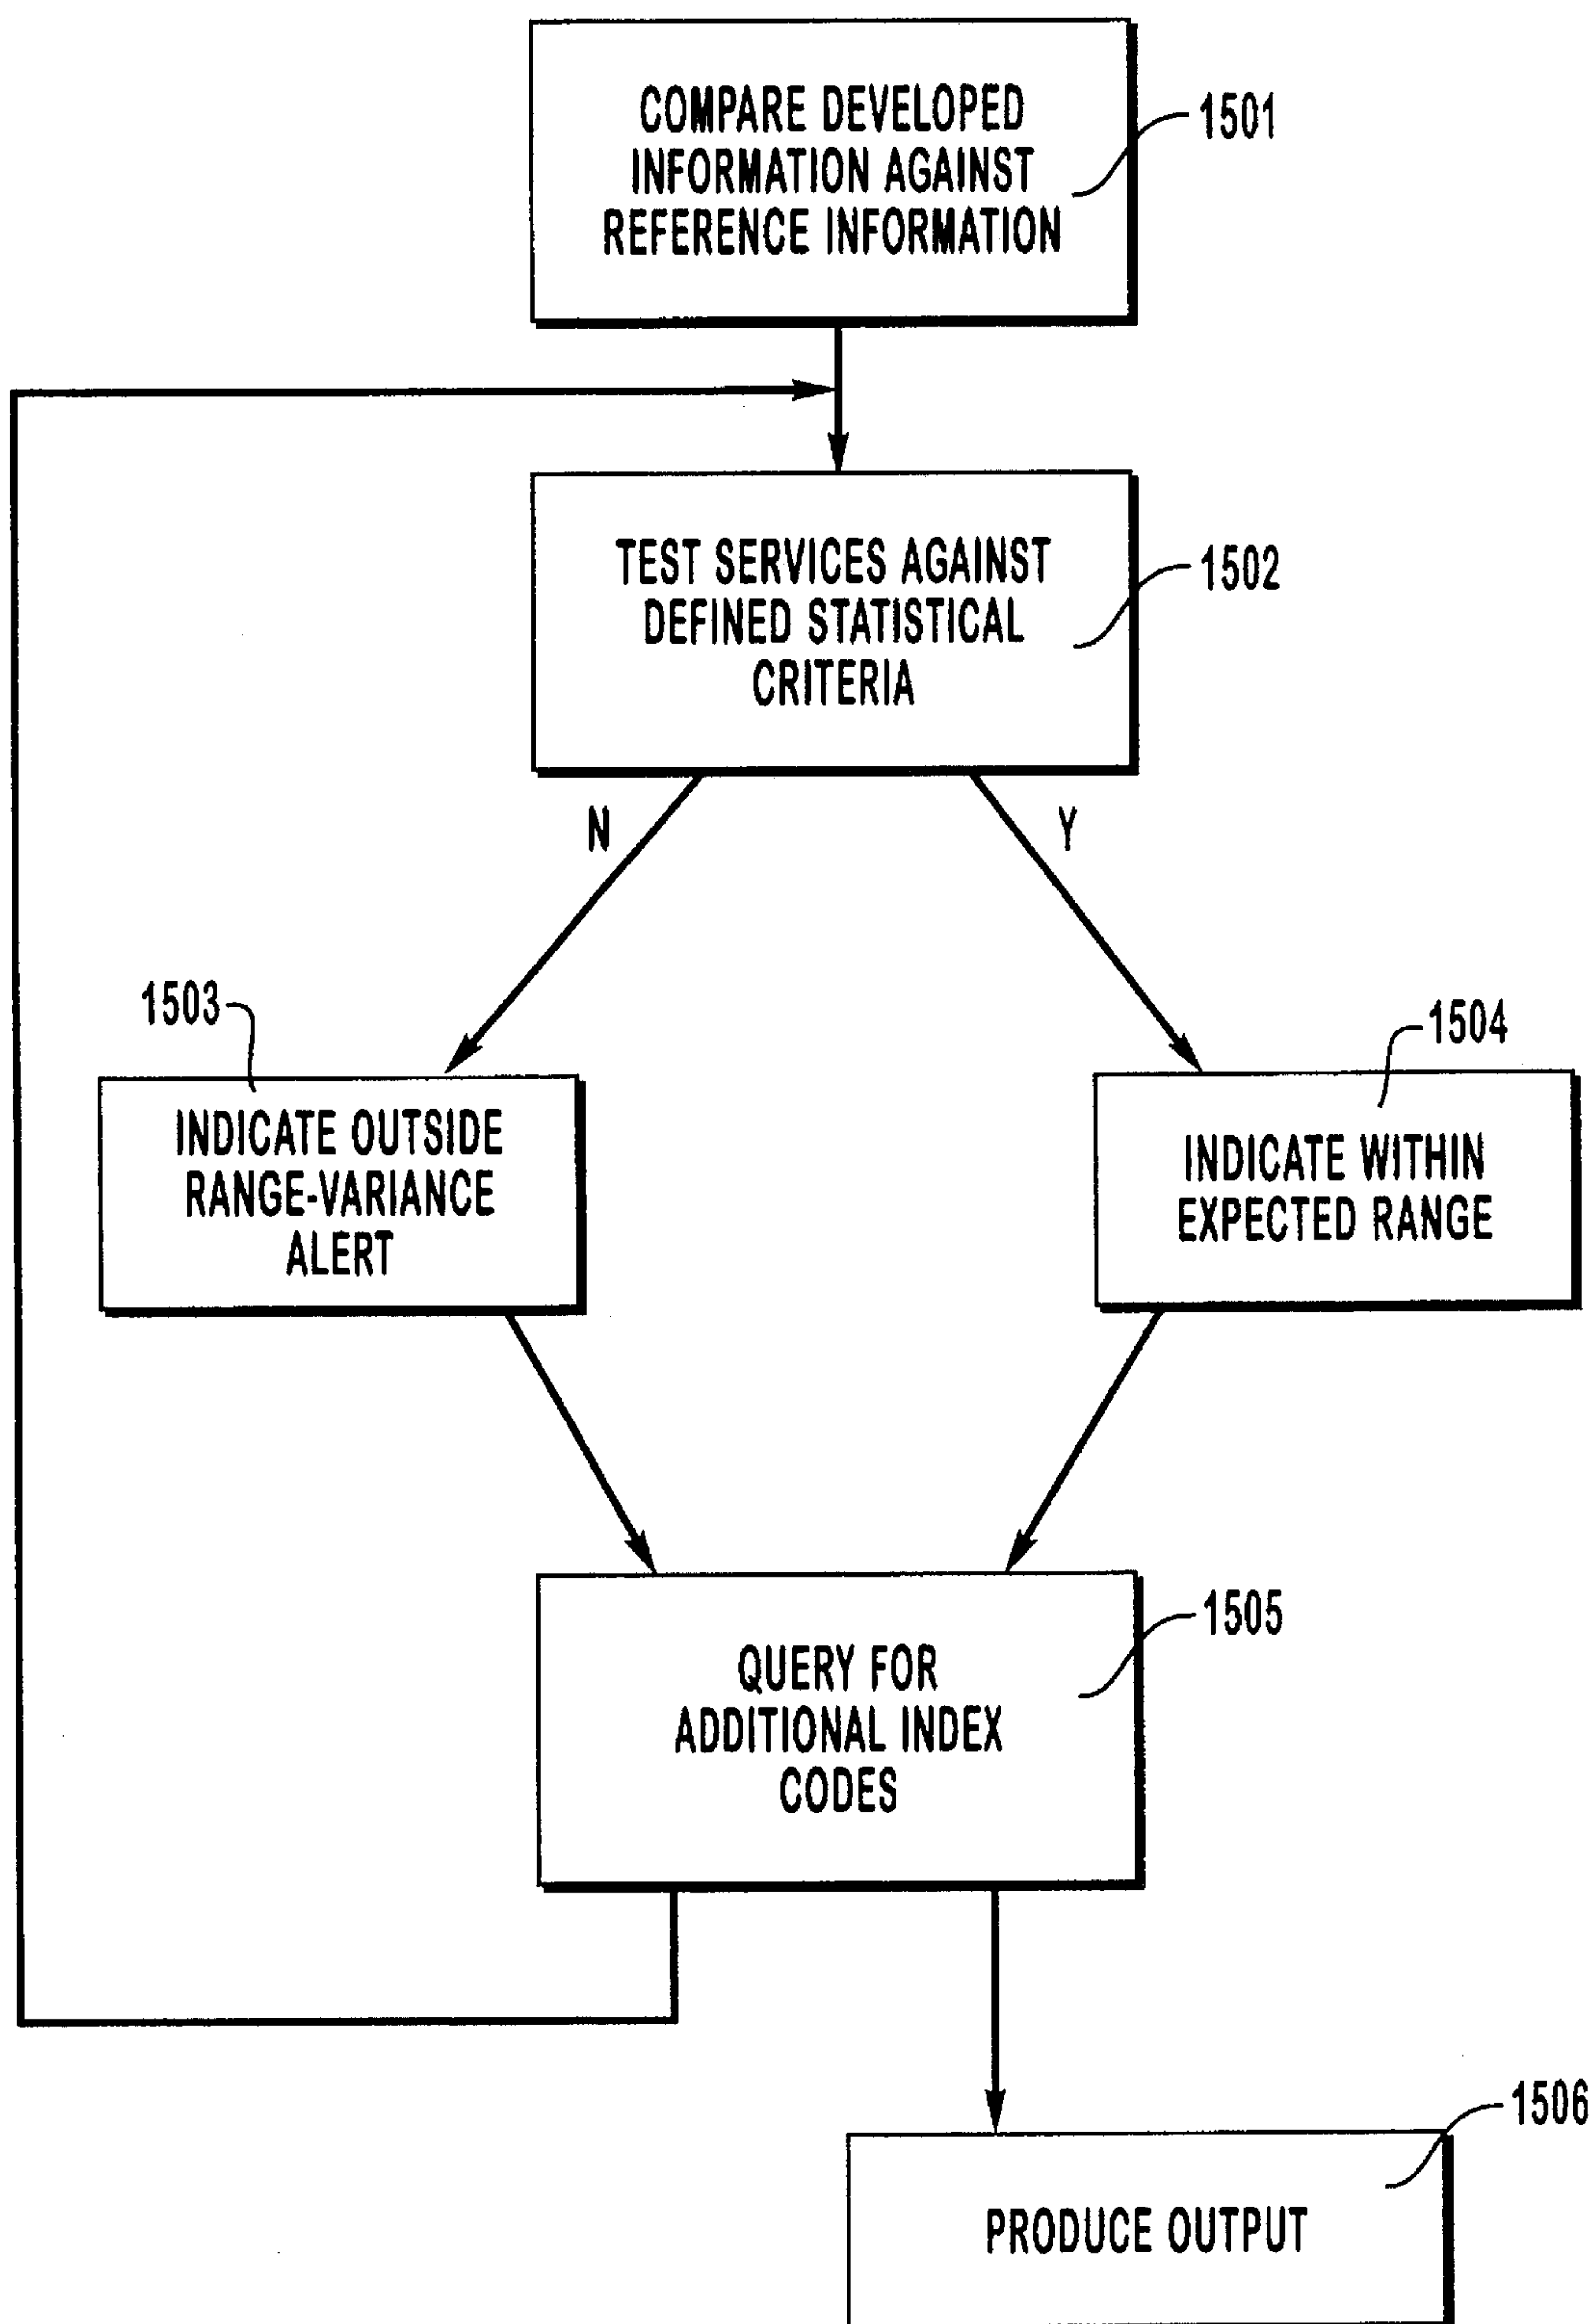 COMPARE DEVELOPED
INFORMATION AGAINST
REFERENCE INFORMATION
1501
TEST SERVICES AGAINST
DEFINED STATISTICAL
CRITERIA
1502
N
Y
1503
INDICATE OUTSIDE
RANGE-VARIANCE
ALERT
1504
INDICATE WITHIN
EXPECTED RANGE
1505
QUERY FOR
ADDITIONAL INDEX
CODES
1506
PRODUCE OUTPUT